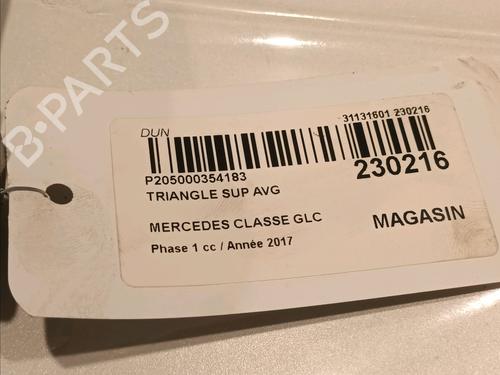 B-PARTS
DUN
31131601 230216
P205000354183
230216
TRIANGLE SUP AVG
MERCEDES CLASSE GLC
MAGASIN
Phase 1 cc / Année 2017